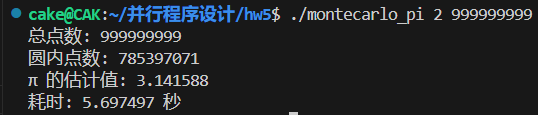 cake@CAK:~/并行程序设计/hw5$ ./montecarlo_pi 2 999999999
总点数: 999999999
圆内点数: 785397071
π 的估计值: 3.141588
耗时: 5.697497 秒